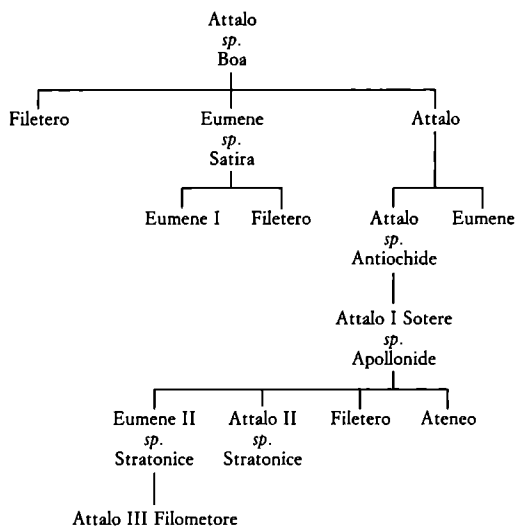 Attalo
sp.
Boa
Filetero Eumene Attalo
sp.
Satira
Eumene I Filetero Attalo Eumene
sp.
Antiochide
Attalo I Sotere
sp.
Apollonide
Eumene II Attalo II Filetero Ateneo
sp. sp.
Stratonice Stratonice
Attalo III Filometore